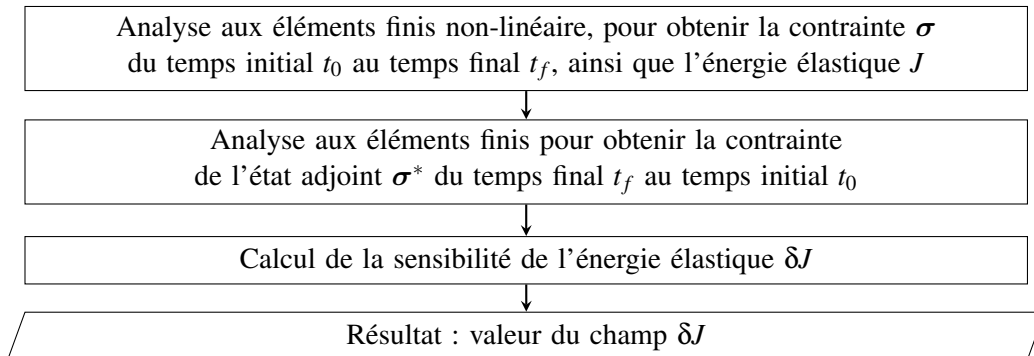 Analyse aux éléments finis non-linéaire, pour obtenir la contrainte σ
du temps initial t₀ au temps final t_f, ainsi que l'énergie élastique J
Analyse aux éléments finis pour obtenir la contrainte
de l'état adjoint σ* du temps final t_f au temps initial t₀
Calcul de la sensibilité de l'énergie élastique δJ
Résultat : valeur du champ δJ